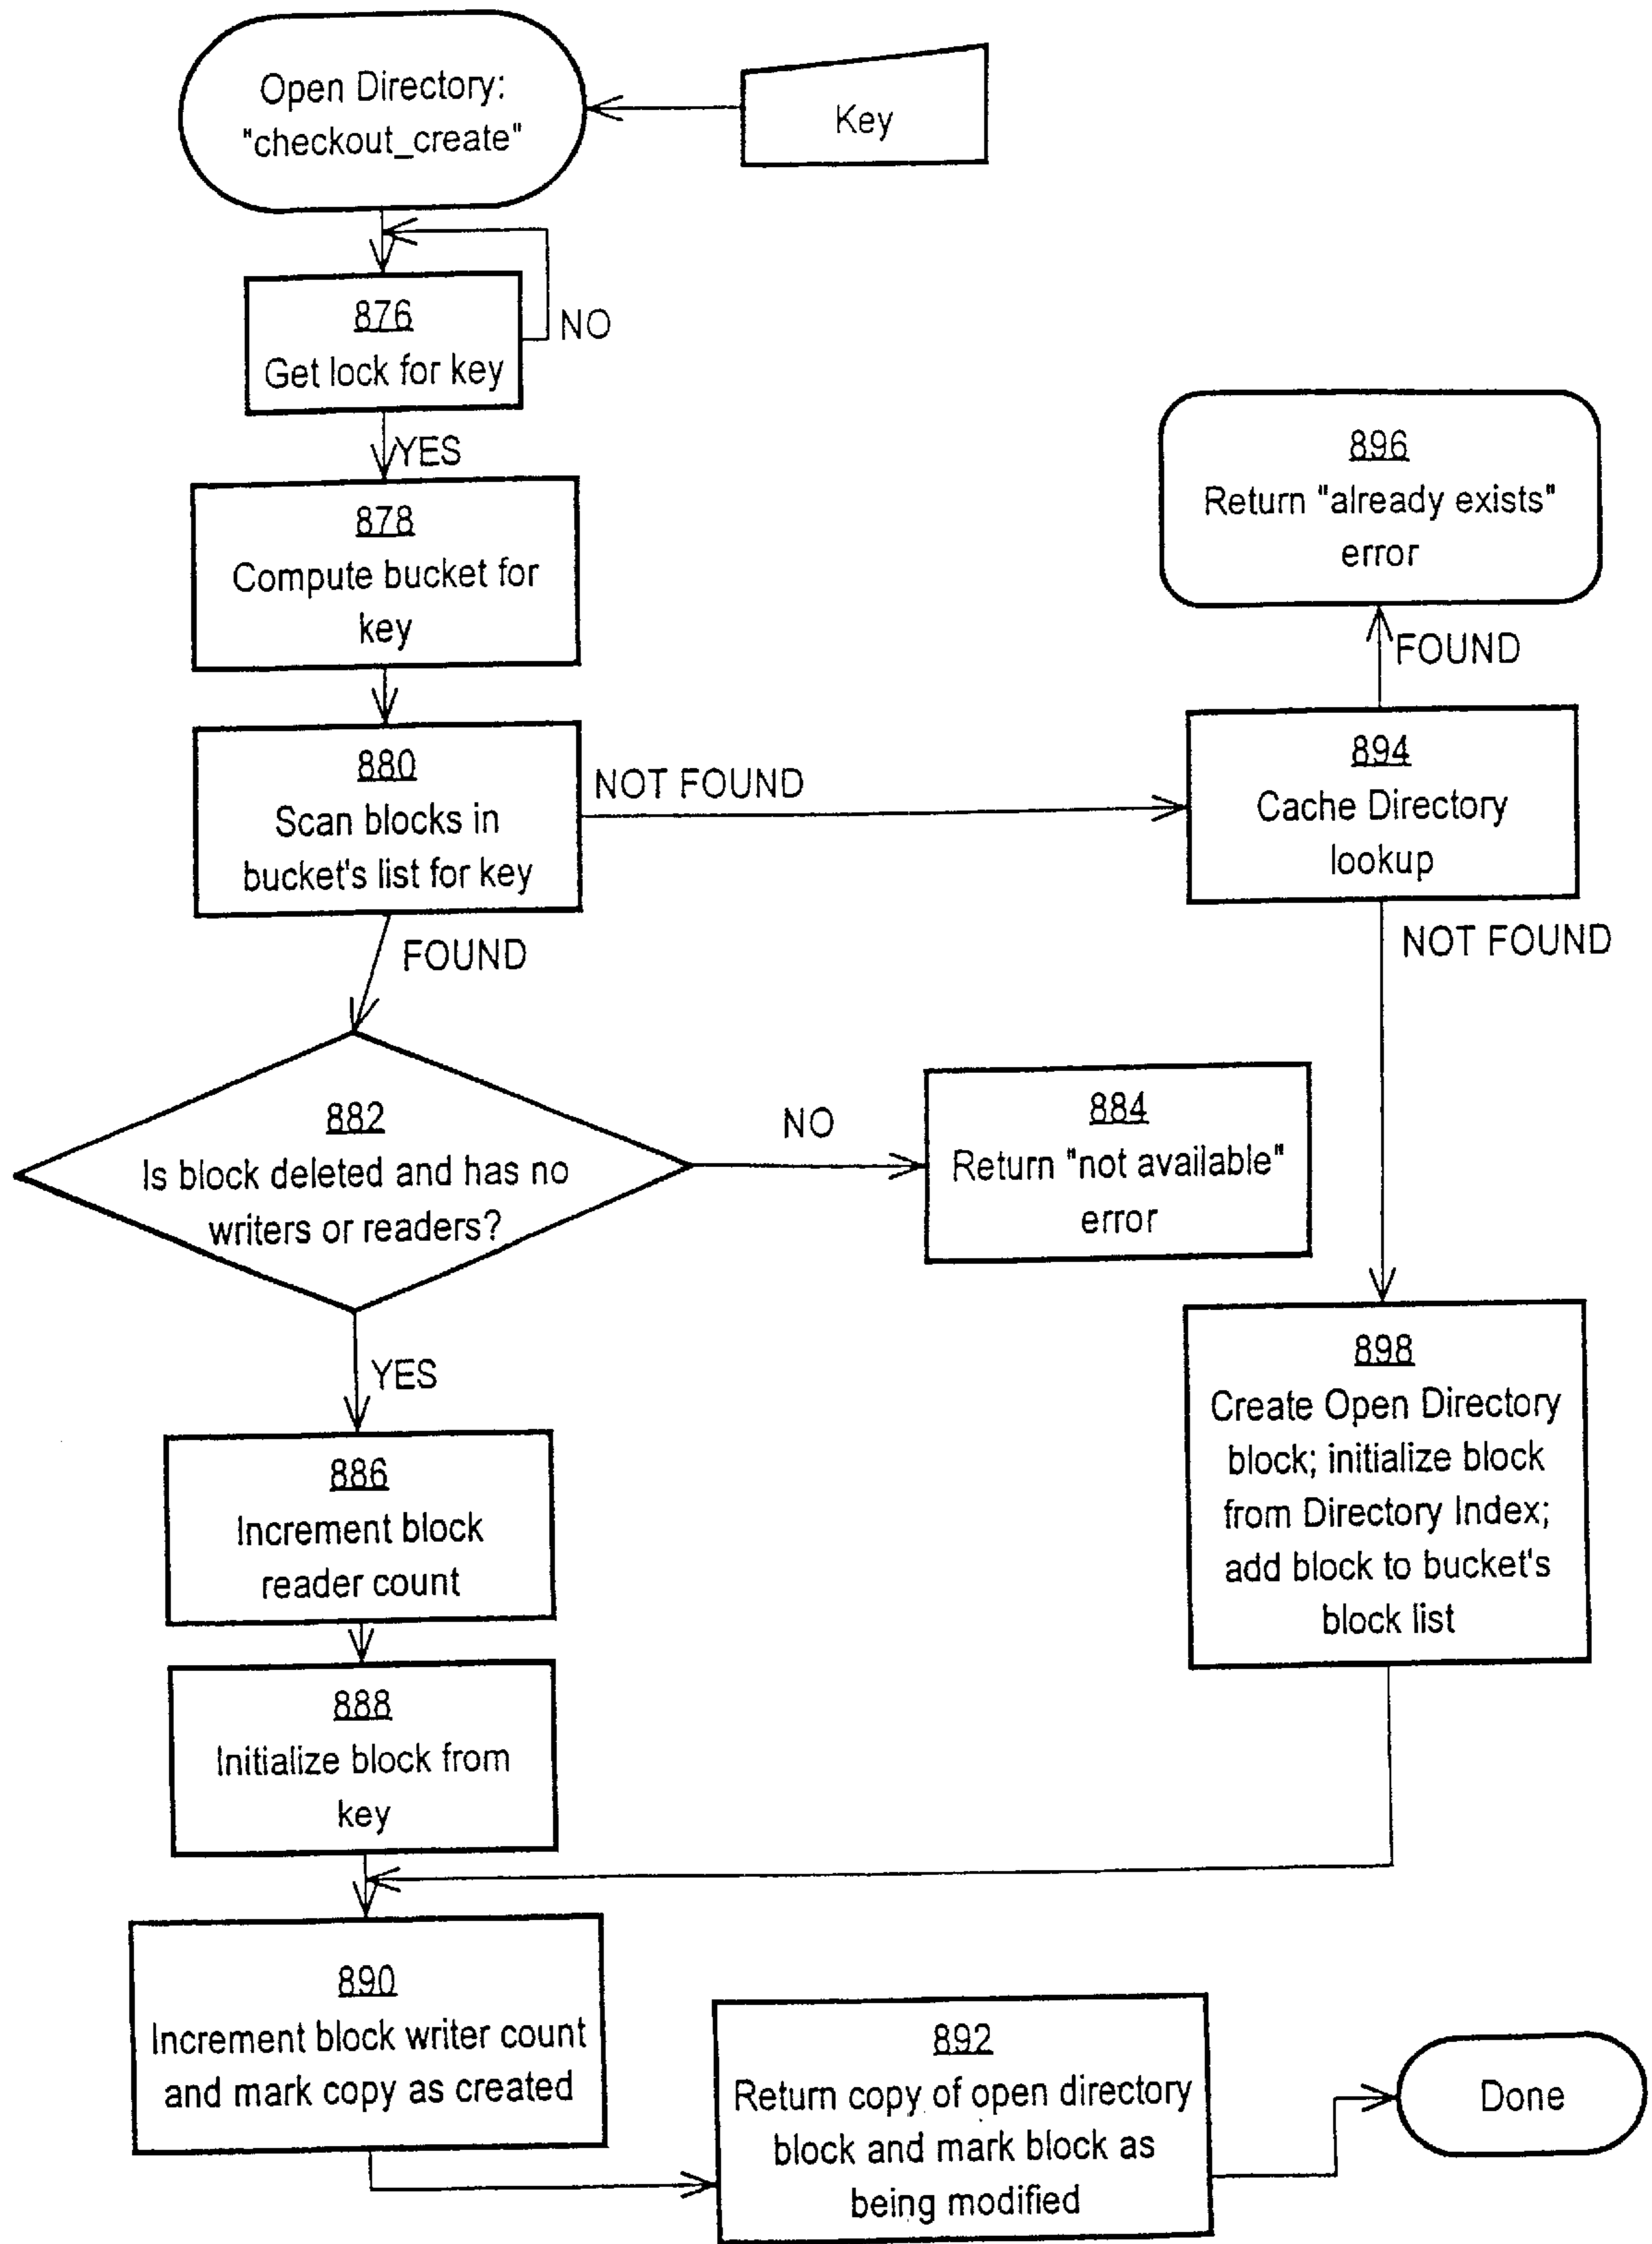 Open Directory:
"checkout_create"
Key
876
Get lock for key
NO
YES
878
Compute bucket for
key
880
Scan blocks in
bucket's list for key
NOT FOUND
894
Cache Directory
lookup
FOUND
896
Return "already exists"
error
FOUND
NOT FOUND
882
Is block deleted and has no
writers or readers?
NO
884
Return "not available"
error
YES
886
Increment block
reader count
898
Create Open Directory
block; initialize block
from Directory Index;
add block to bucket's
block list
888
Initialize block from
key
890
Increment block writer count
and mark copy as created
892
Return copy of open directory
block and mark block as
being modified
Done